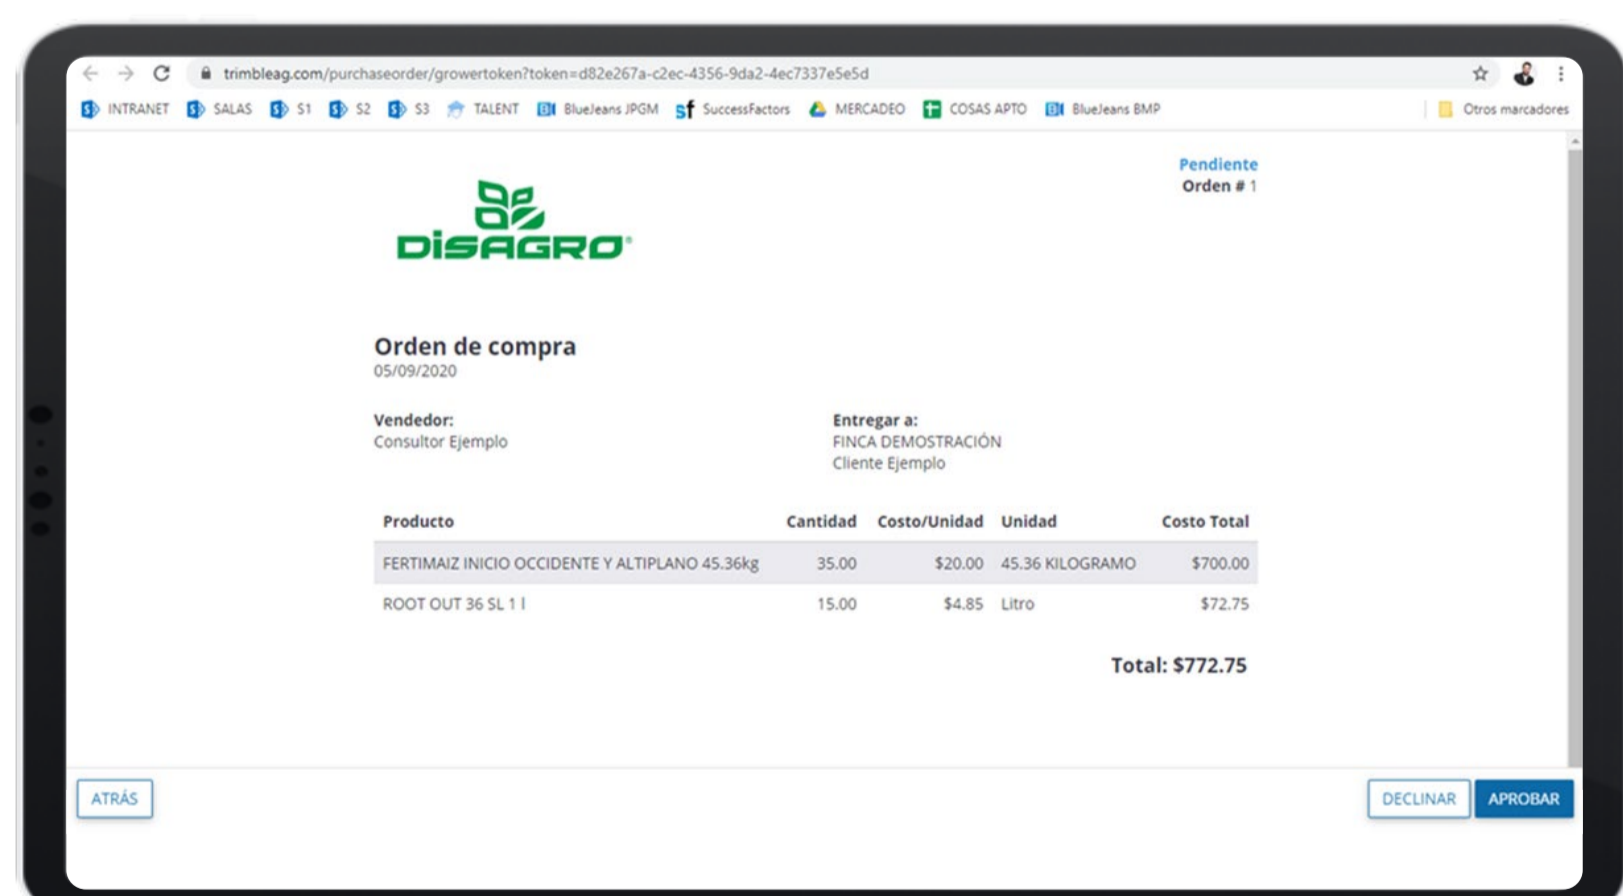 trimbleag.com/purchaseorder/growertoken?token=d82e267a-c2ec-4356-9da2-4ec7337e5e5d
INTRANET SALAS S1 S2 S3 TALENT BlueJeans JPGM SuccessFactors MERCADEO COSAS APTO BlueJeans BMP Otros marcadores
Pendiente
Orden # 1
DISAGRO
Orden de compra
05/09/2020
Vendedor: Entregar a:
Consultor Ejemplo FINCA DEMOSTRACIÓN
Cliente Ejemplo
Producto Cantidad Costo/Unidad Unidad Costo Total
FERTIMAIZ INICIO OCCIDENTE Y ALTIPLANO 45.36kg 35.00 $20.00 45.36 KILOGRAMO $700.00
ROOT OUT 36 SL 1 l 15.00 $4.85 Litro $72.75
Total: $772.75
ATRÁS DECLINAR APROBAR